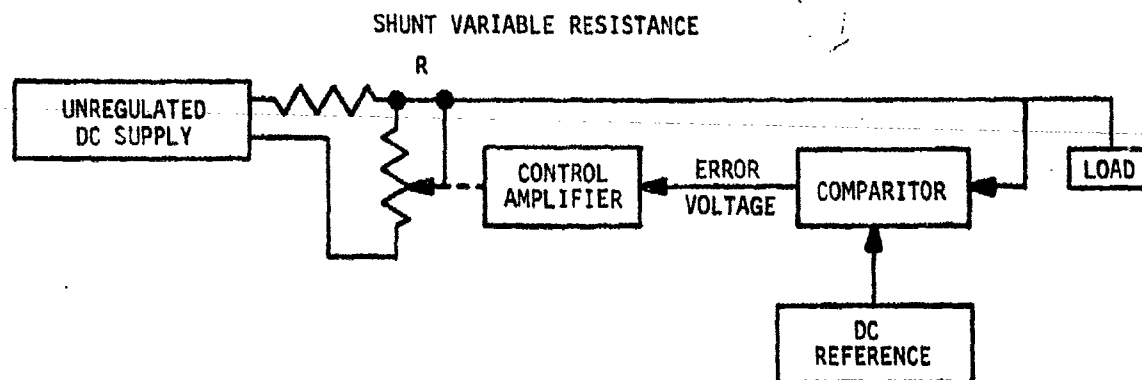 SHUNT VARIABLE RESISTANCE
R
UNREGULATED
DC SUPPLY
CONTROL
AMPLIFIER
ERROR
VOLTAGE
COMPARITOR
LOAD
DC
REFERENCE